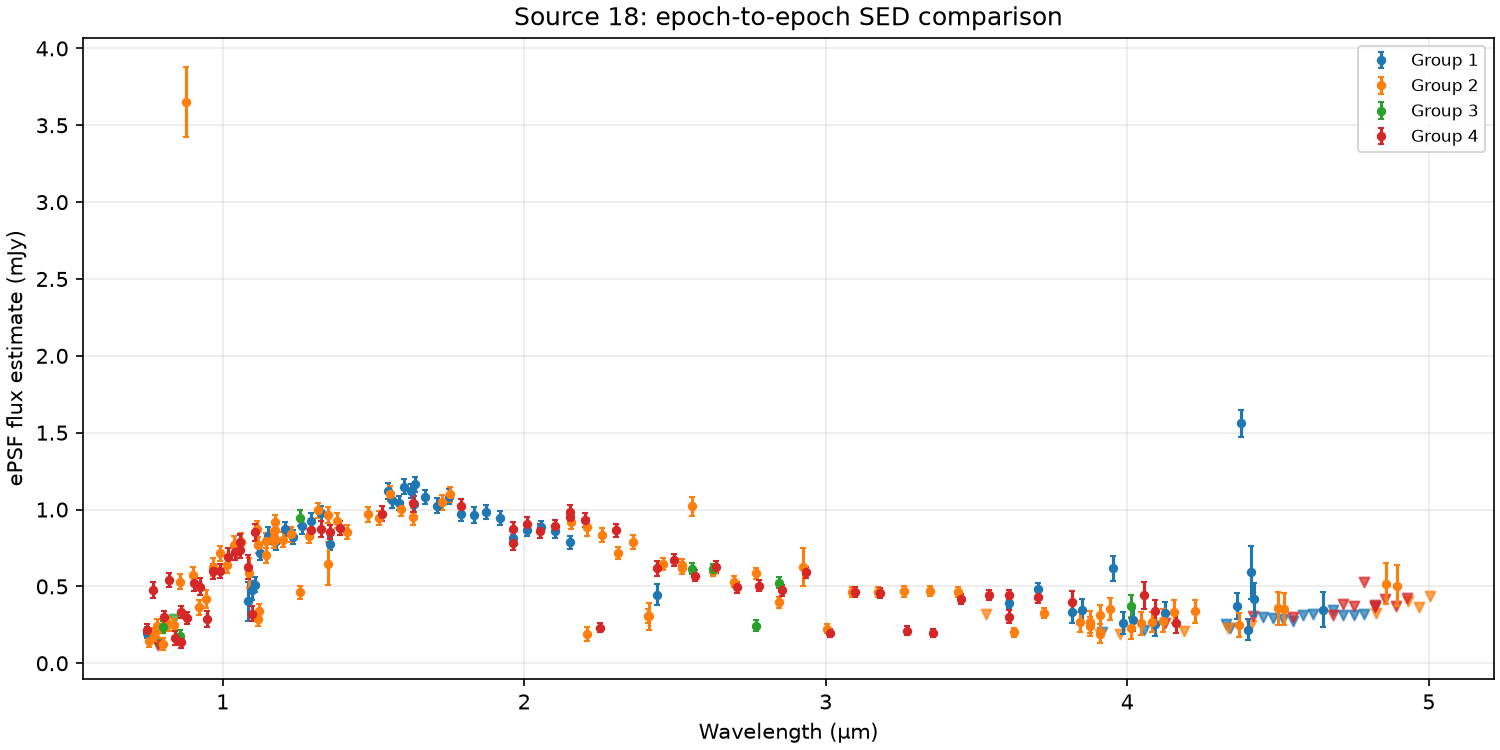 Source 18: epoch-to-epoch SED comparison
4.0
3.5
3.0
2.5
2.0
1.5
1.0
0.5
0.0
ePSF flux estimate (mJy)
Group 1
Group 2
Group 3
Group 4
1
2
3
4
5
Wavelength (μm)